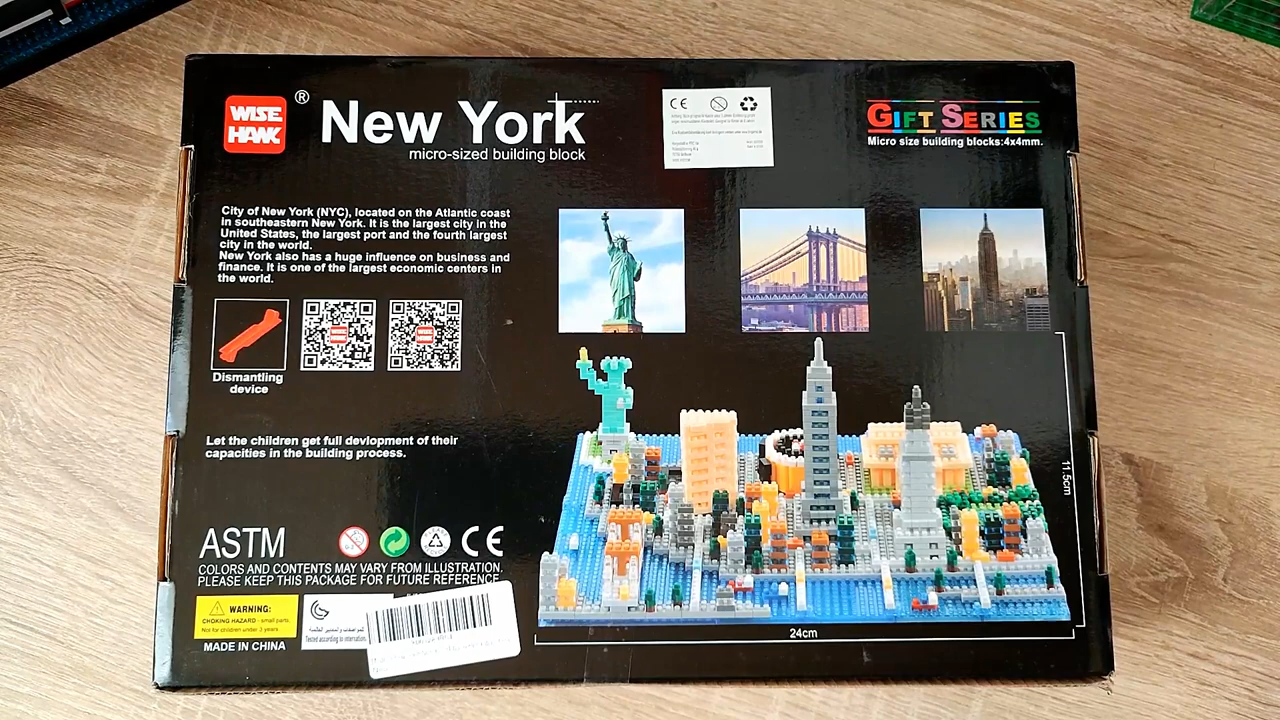 WISE
HAWK
®
New York
micro-sized building block
CE
GIFT SERIES
Micro size building blocks:4x4mm.
City of New York (NYC), located on the Atlantic coast
in southeastern New York. It is the largest city in the
United States, the largest port and the fourth largest
city in the world.
New York also has a huge influence on business and
finance. It is one of the largest economic centers in
the world.
Dismantling
device
Let the children get full devlopment of their
capacities in the building process.
11.5cm
ASTM
0-3
CE
COLORS AND CONTENTS MAY VARY FROM ILLUSTRATION.
PLEASE KEEP THIS PACKAGE FOR FUTURE REFERENCE.
WARNING:
CHOKING HAZARD - small parts.
Not for children under 3 years.
Tested according to internation
MADE IN CHINA
24cm